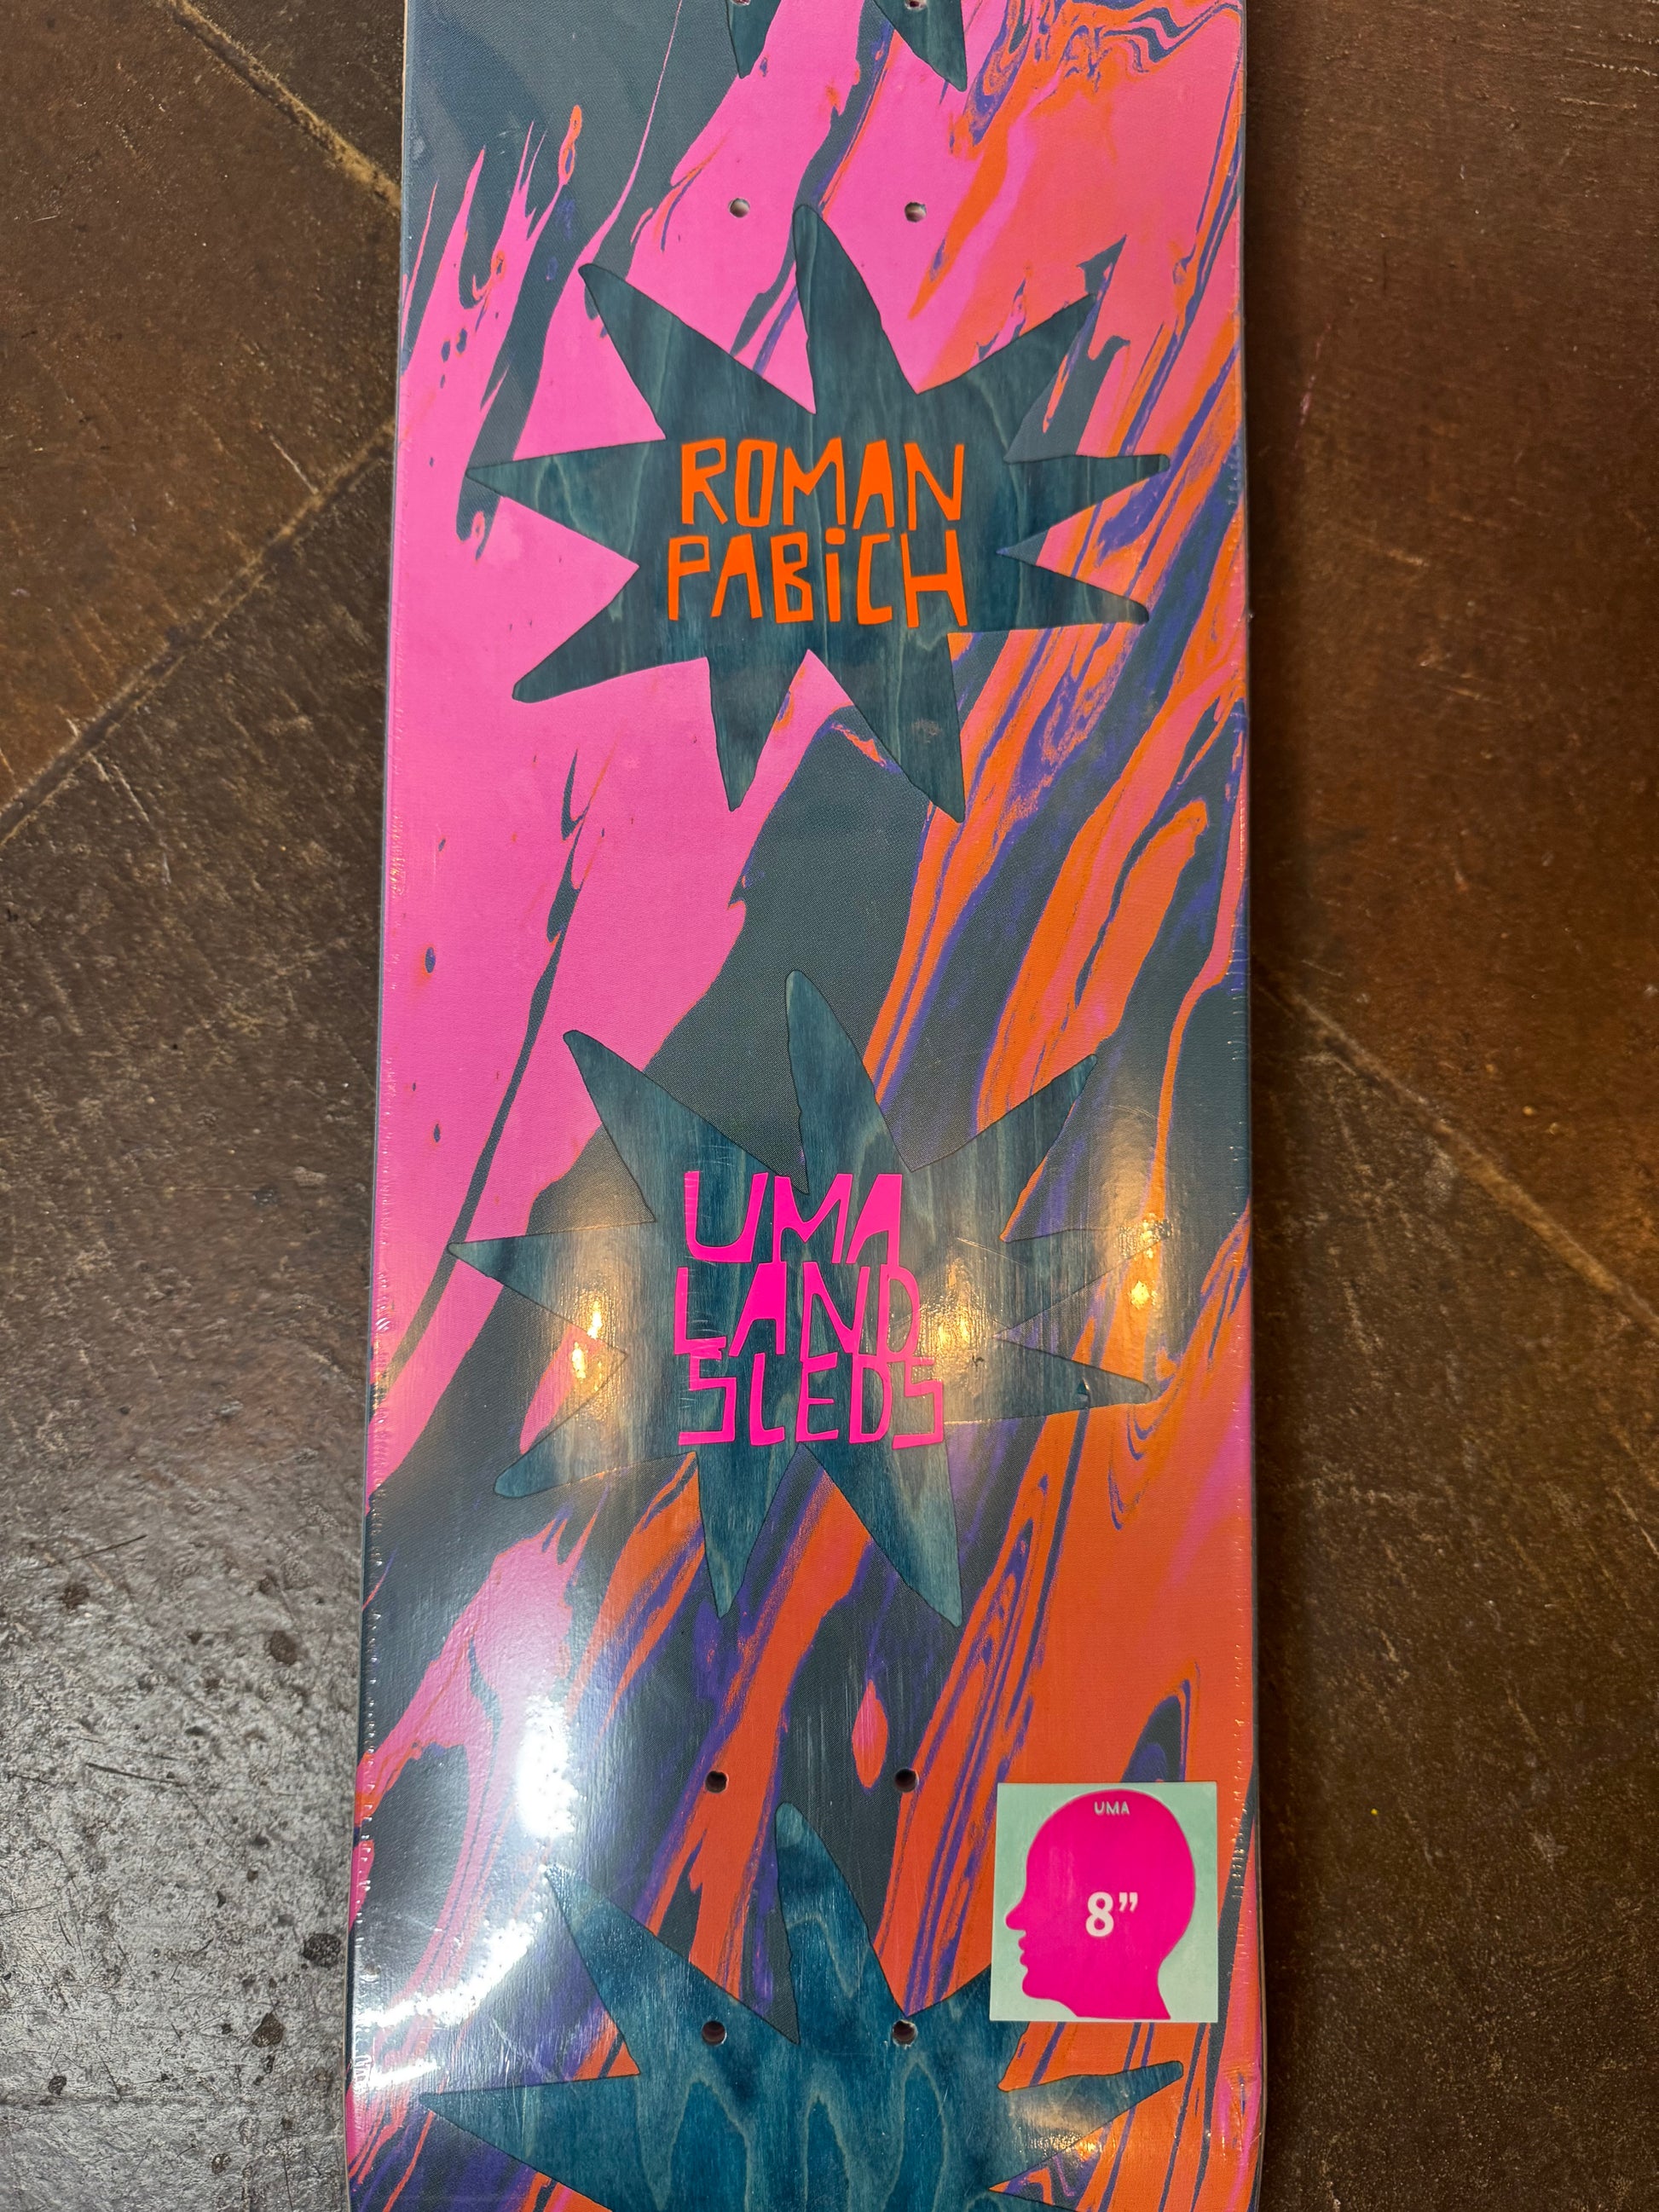 ROMAN
PABiCH
UMA
LAND
SLEDS
UMA
8”